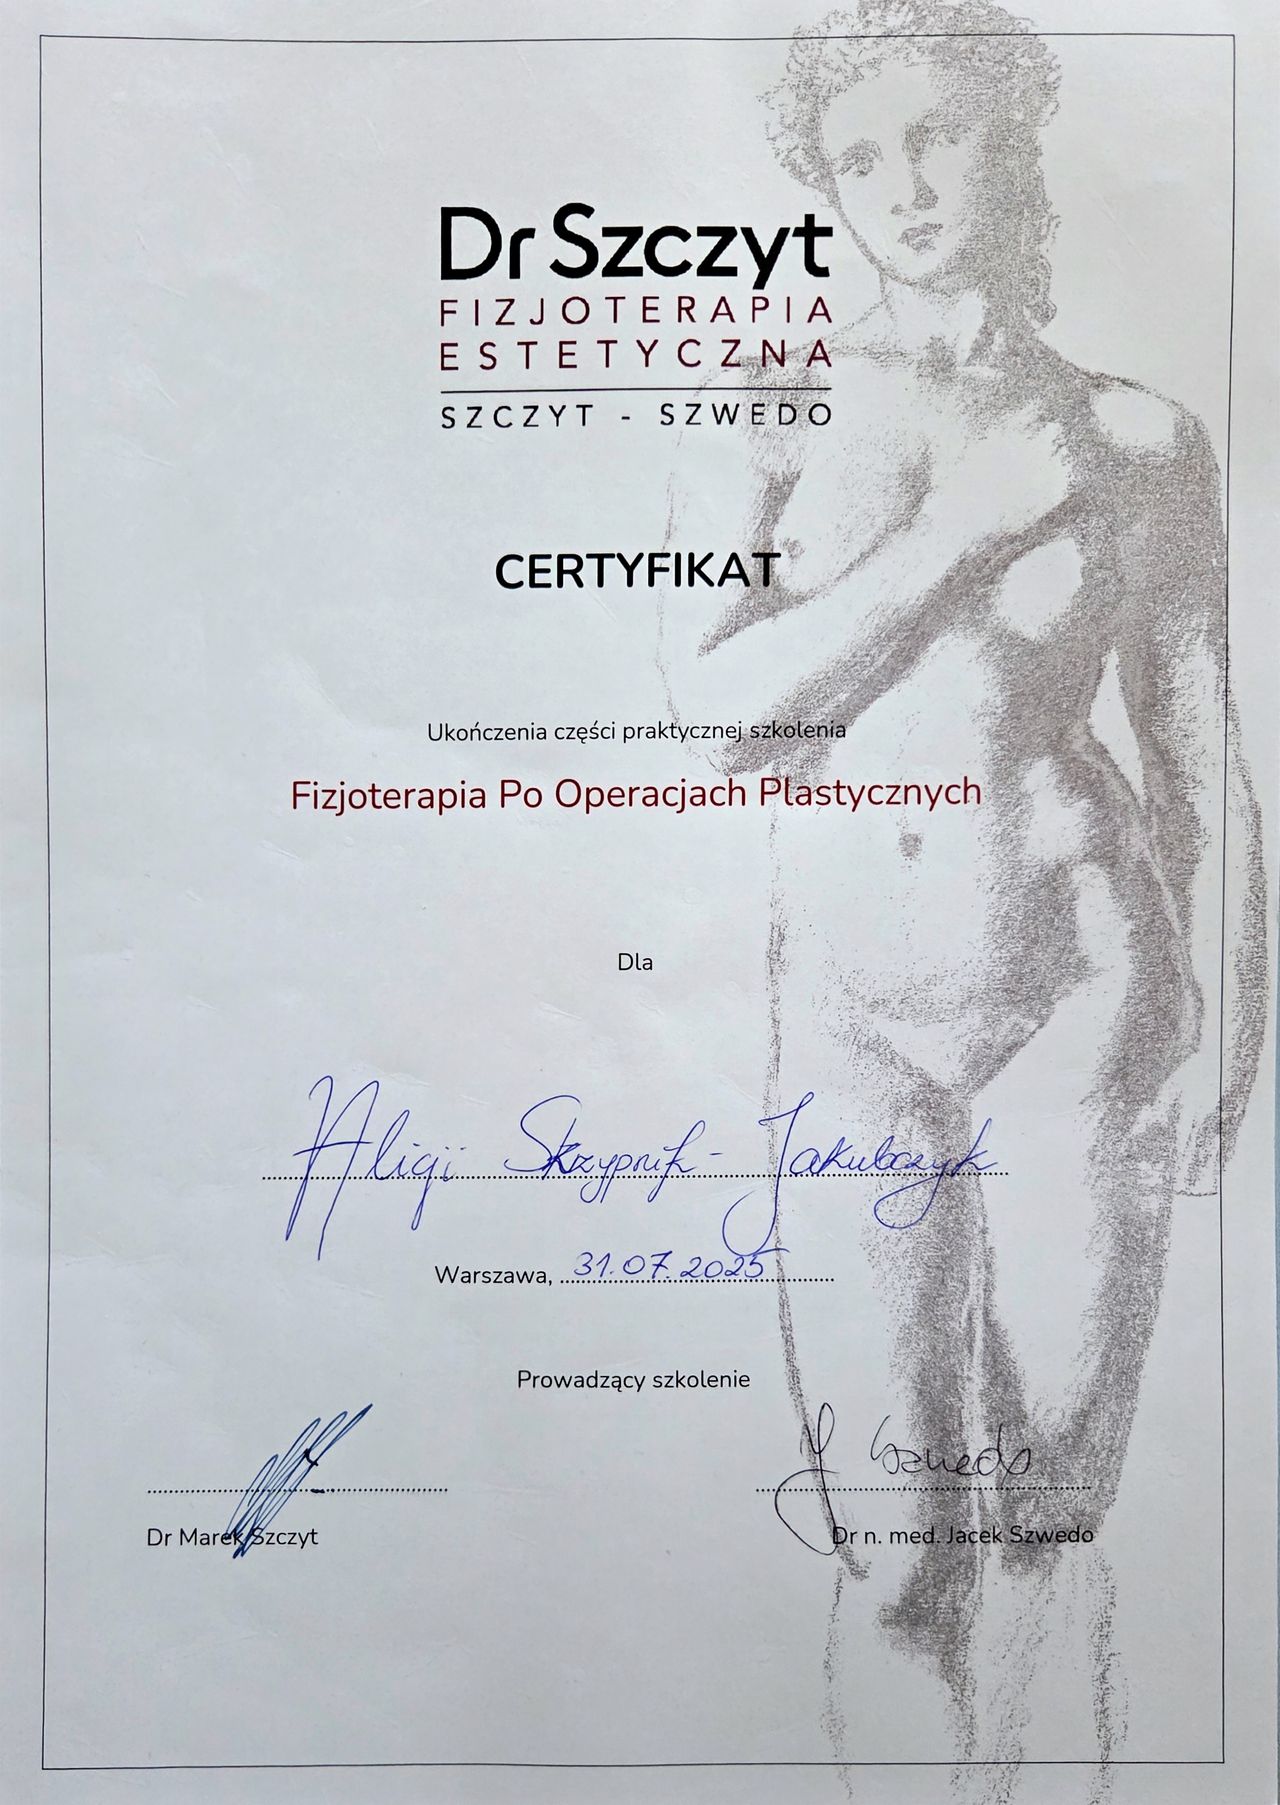 Dr Szczyt
FIZJOTERAPIA
ESTETYCZNA
SZCZYT - SZWEDO
CERTYFIKAT
Ukończenia części praktycznej szkolenia
Fizjoterapia Po Operacjach Plastycznych
Dla
Aligi Skrzypnik-Jakubczyk
Warszawa, 31.07.2025
Prowadzący szkolenie
J Szwedo
Dr Marek Szczyt
Dr n. med. Jacek Szwedo